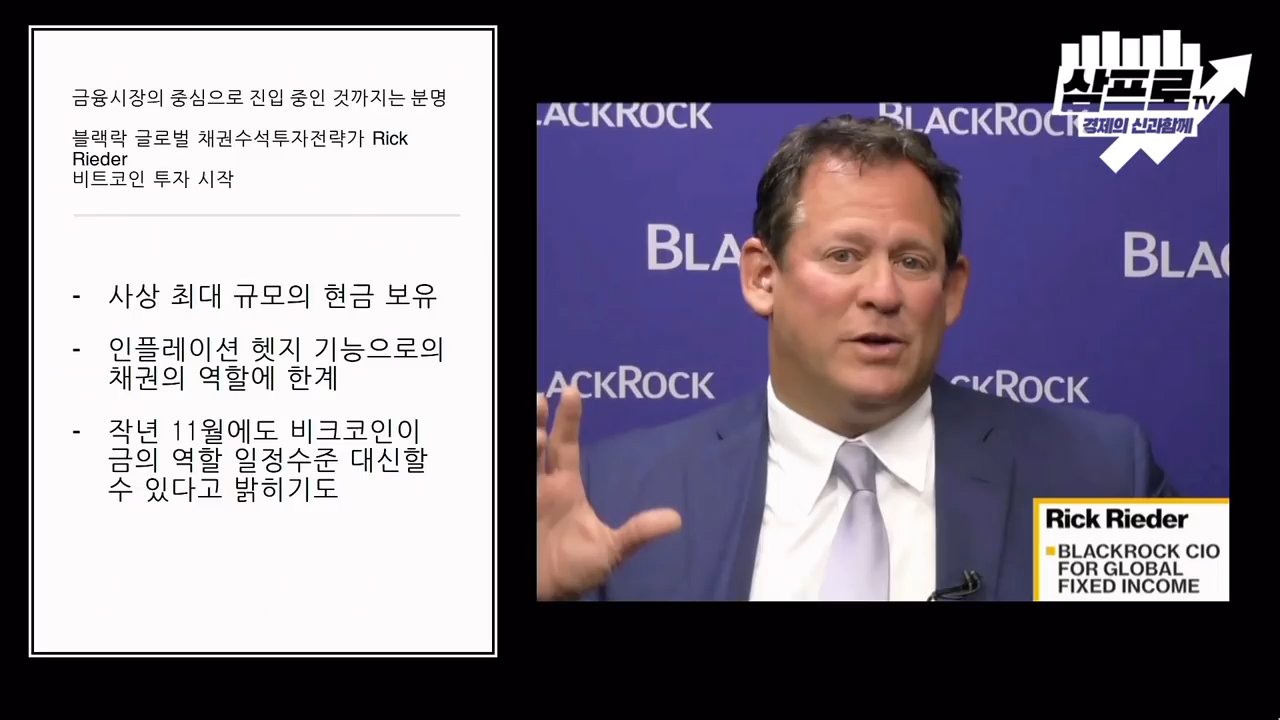 금융시장의 중심으로 진입 중인 것까지는 분명
블랙락 글로벌 채권수석투자전략가 Rick
Rieder
비트코인 투자 시작
- 사상 최대 규모의 현금 보유
- 인플레이션 헷지 기능으로의
채권의 역할에 한계
- 작년 11월에도 비크코인이
금의 역할 일정수준 대신할
수 있다고 밝히기도
삼프로TV
경제의 신과함께
ACKROCK
BLACKROCK
BLA
BLAC
ACKROCK
CKROCK
Rick Rieder
BLACKROCK CIO
FOR GLOBAL
FIXED INCOME